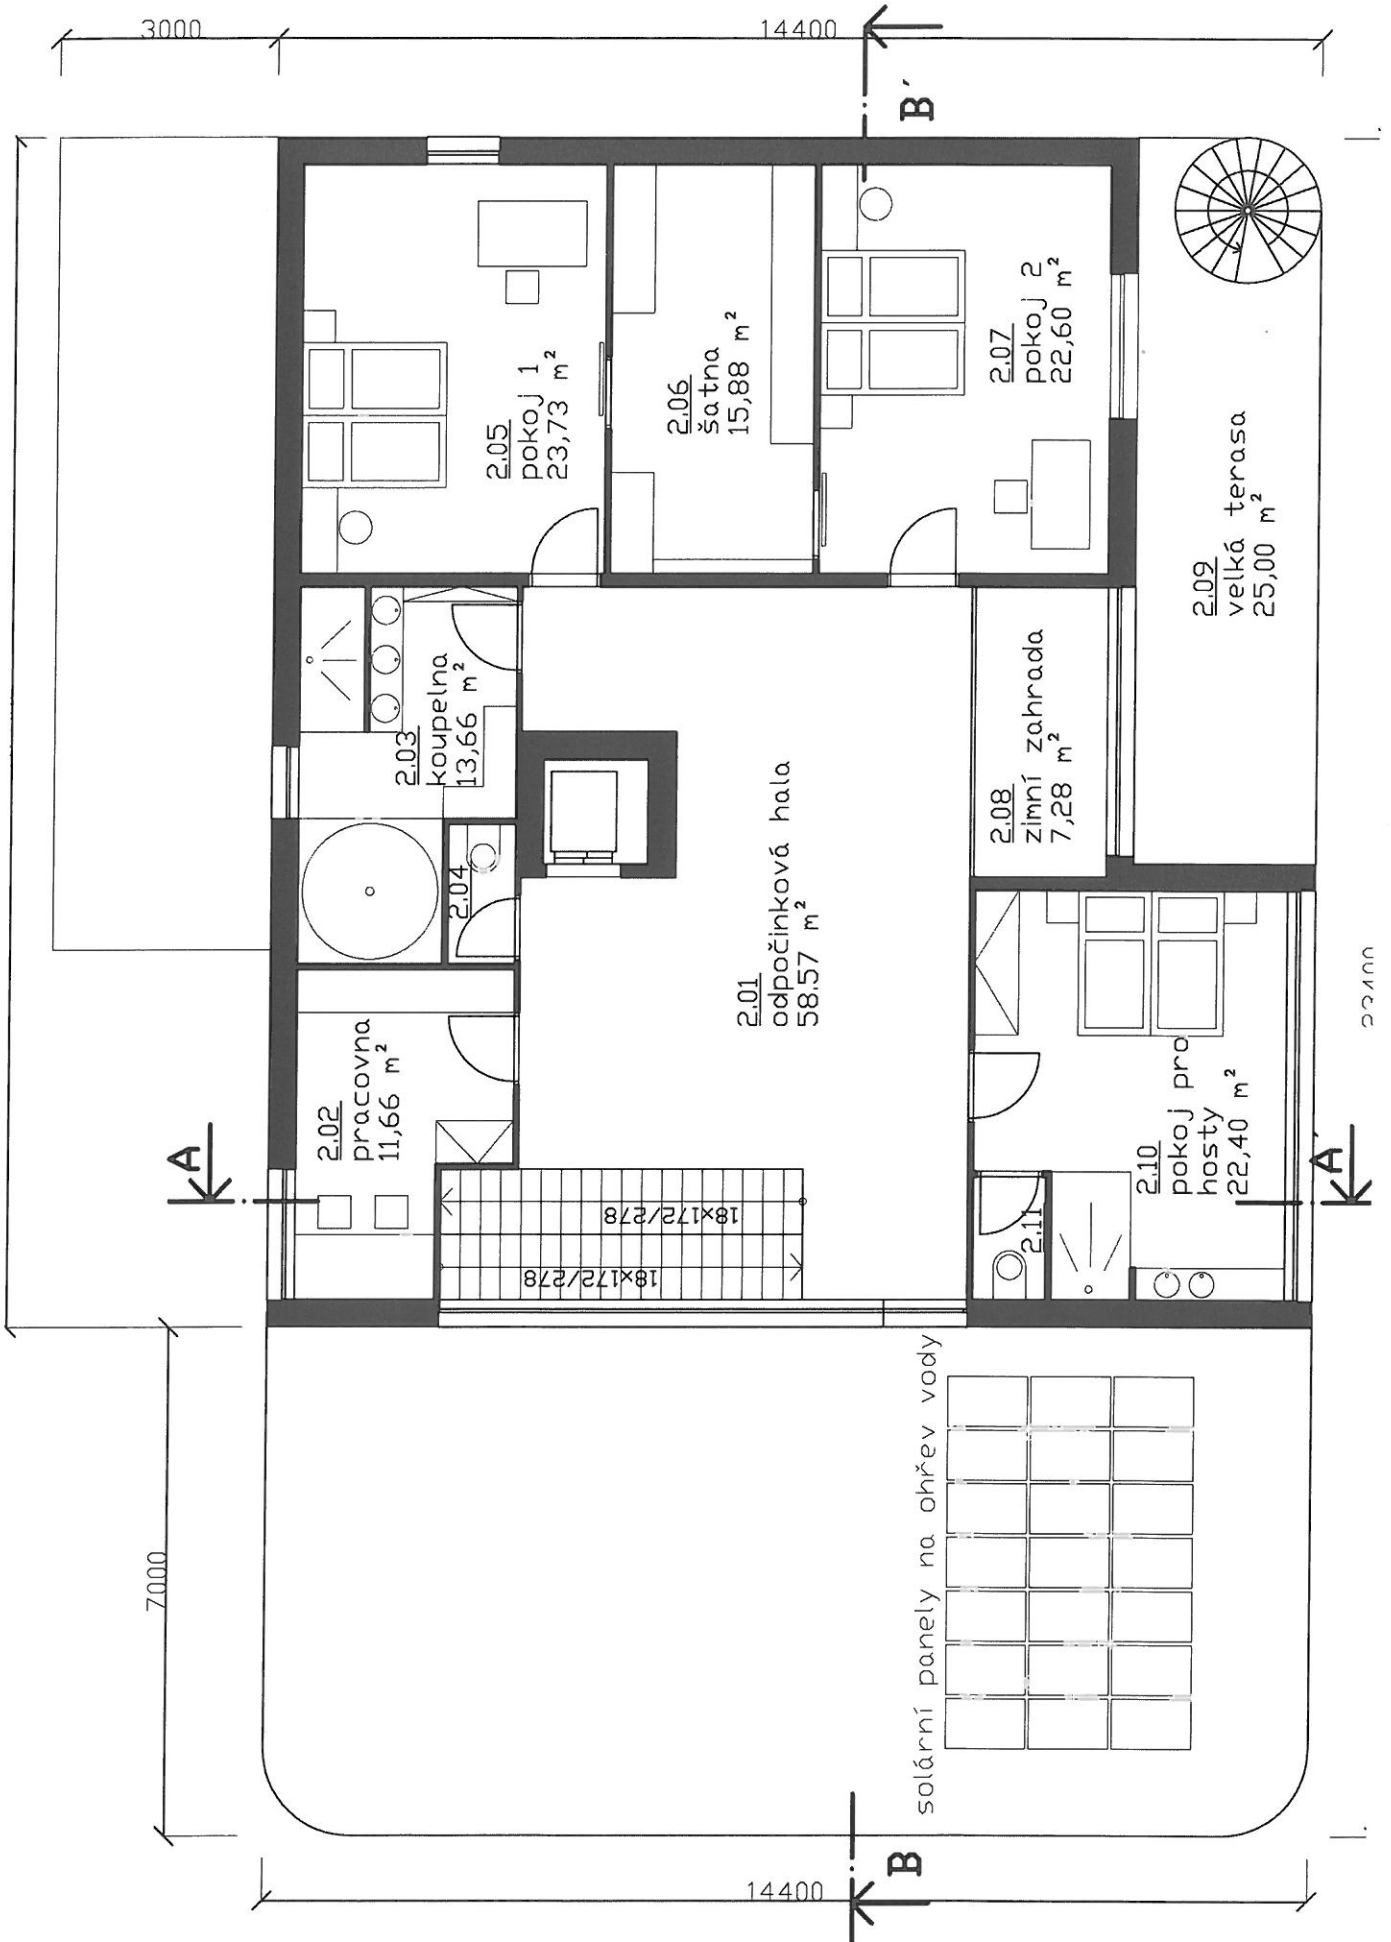 3000
14400
B´
2.05
pokoj 1
23,73 m²
2.06
šatna
15,88 m²
2.07
pokoj 2
22,60 m²
2.03
koupelna
13,66 m²
2.04
2.09
velká terasa
25,00 m²
2.08
zimní zahrada
7,28 m²
2.01
odpočinková hala
58.57 m²
2.02
pracovna
11,66 m²
A
18x172/278
18x172/278
2.10
pokoj pro
hosty
22,40 m²
2.11
A´
7000
solární panely na ohřev vody
B
14400